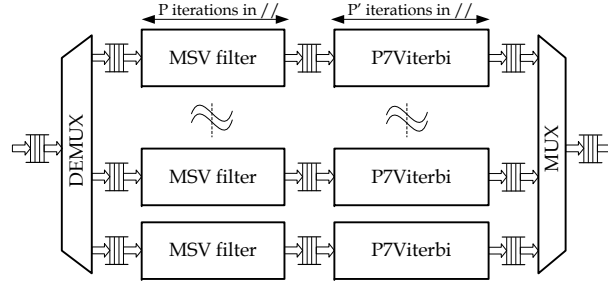 P iterations in // P' iterations in //
MSV filter P7Viterbi
DEMUX MUX
MSV filter P7Viterbi
MSV filter P7Viterbi